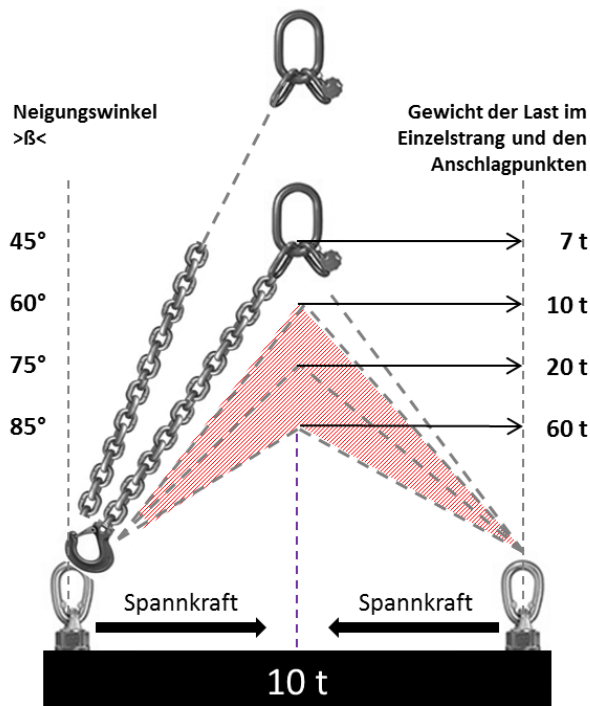 Neigungswinkel
>ß<
Gewicht der Last im
Einzelstrang und den
Anschlagpunkten
45° 7 t
60° 10 t
75° 20 t
85° 60 t
Spannkraft Spannkraft
10 t